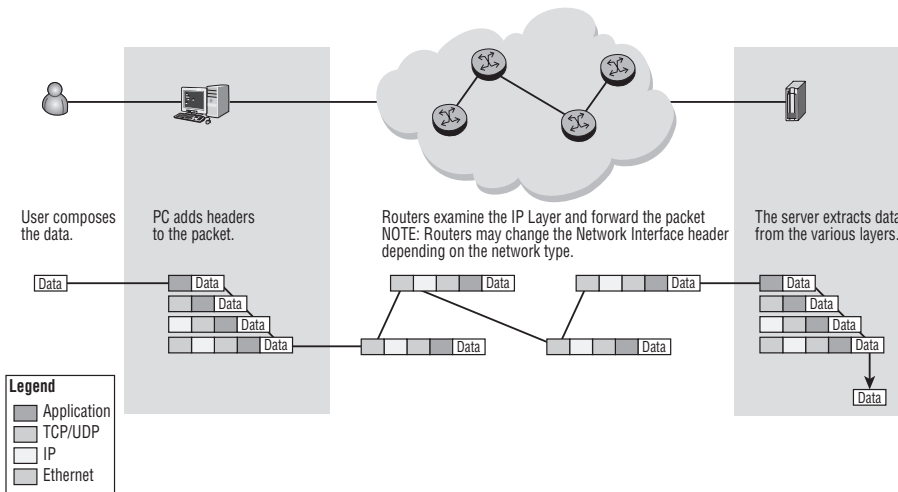 User composes
the data.
PC adds headers
to the packet.
Routers examine the IP Layer and forward the packet
NOTE: Routers may change the Network Interface header
depending on the network type.
The server extracts data
from the various layers.
Data
Data
Data
Data
Data
Data
Data
Data
Data
Data
Data
Data
Data
Data
Legend
Application
TCP/UDP
IP
Ethernet